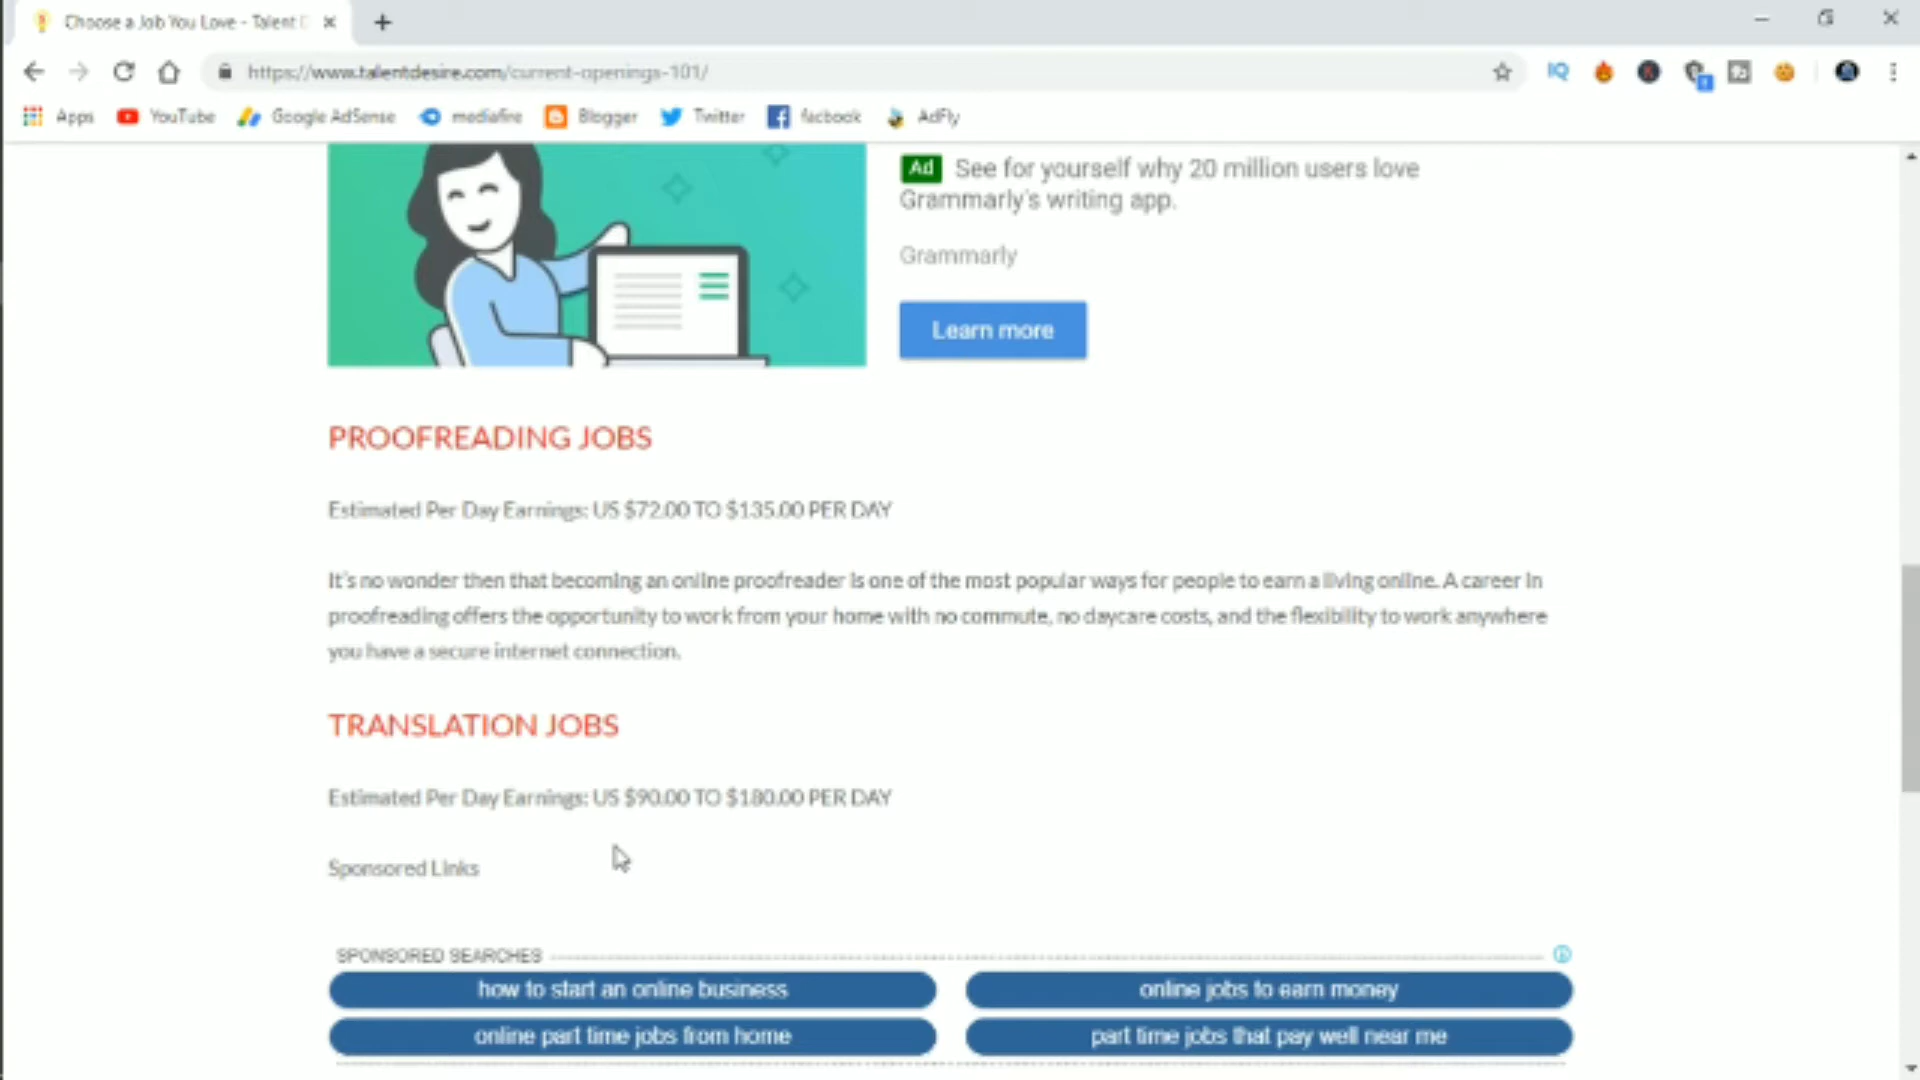 Choose a Job You Love - Talent D
https://www.talentdesire.com/current-openings-101/
Apps YouTube Google AdSense mediafire Blogger Twitter facbook AdFly
Ad See for yourself why 20 million users love
Grammarly's writing app.
Grammarly
Learn more
PROOFREADING JOBS
Estimated Per Day Earnings: US $72.00 TO $135.00 PER DAY
It's no wonder then that becoming an online proofreader is one of the most popular ways for people to earn a living online. A career in
proofreading offers the opportunity to work from your home with no commute, no daycare costs, and the flexibility to work anywhere
you have a secure internet connection.
TRANSLATION JOBS
Estimated Per Day Earnings: US $90.00 TO $180.00 PER DAY
Sponsored Links
SPONSORED SEARCHES
how to start an online business
online jobs to earn money
online part time jobs from home
part time jobs that pay well near me